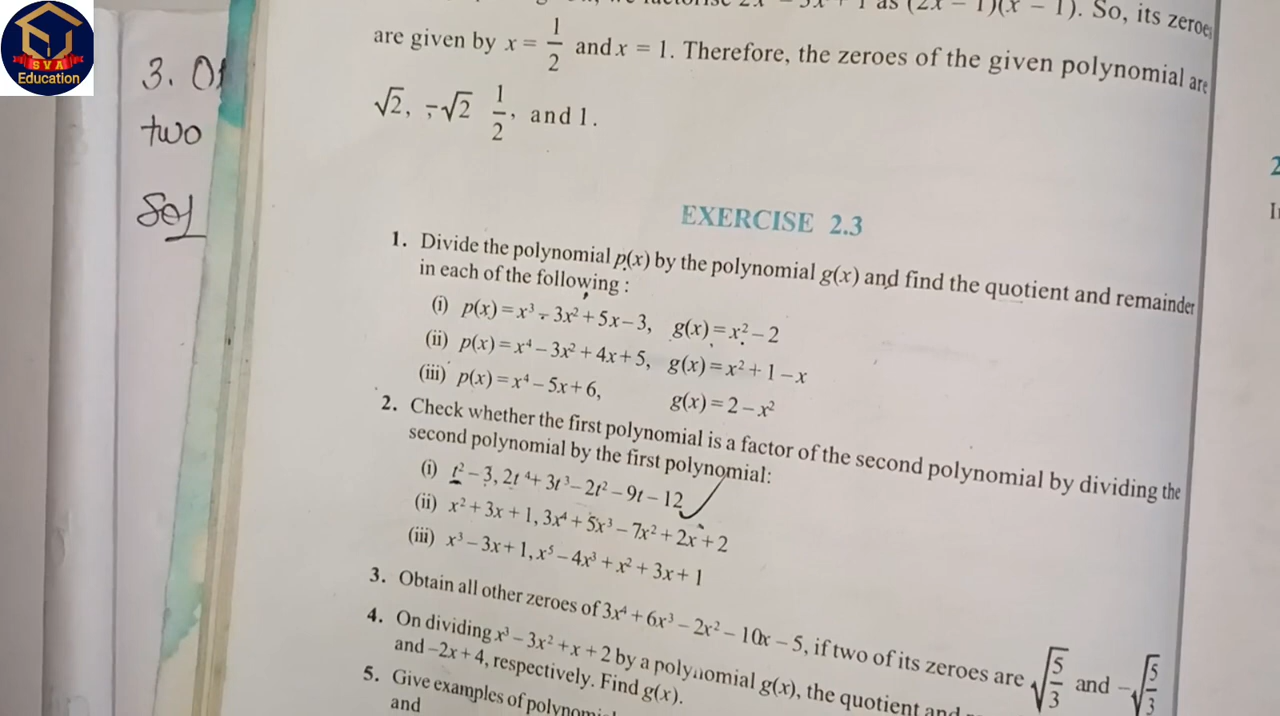 S V A
Education
3. Of
two
Sol
are given by x = 1/2 and x = 1. Therefore, the zeroes of the given polynomial are
√2, -√2 1/2, and 1.
EXERCISE 2.3
1. Divide the polynomial p(x) by the polynomial g(x) and find the quotient and remainder
in each of the following :
(i) p(x) = x³ - 3x² + 5x – 3, g(x) = x² – 2
(ii) p(x) = x⁴ – 3x² + 4x + 5, g(x) = x² + 1 – x
(iii) p(x) = x⁴ – 5x + 6, g(x) = 2 – x²
2. Check whether the first polynomial is a factor of the second polynomial by dividing the
second polynomial by the first polynomial:
(i) t² – 3, 2t⁴ + 3t³ – 2t² – 9t – 12
(ii) x² + 3x + 1, 3x⁴ + 5x³ – 7x² + 2x + 2
(iii) x³ – 3x + 1, x⁵ – 4x³ + x² + 3x + 1
3. Obtain all other zeroes of 3x⁴ + 6x³ – 2x² – 10x – 5, if two of its zeroes are √(5/3) and –√(5/3)
4. On dividing x³ – 3x² + x + 2 by a polynomial g(x), the quotient and
and –2x + 4, respectively. Find g(x).
5. Give examples of
and